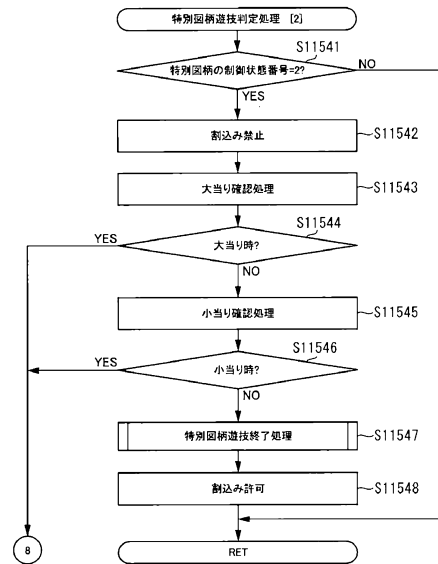 特別図柄遊技判定処理 [2]
S11541
特別図柄の制御状態番号=2?
NO
YES
割込み禁止
S11542
大当り確認処理
S11543
S11544
YES
大当り時?
NO
小当り確認処理
S11545
S11546
YES
小当り時?
NO
特別図柄遊技終了処理
S11547
割込み許可
S11548
8
RET